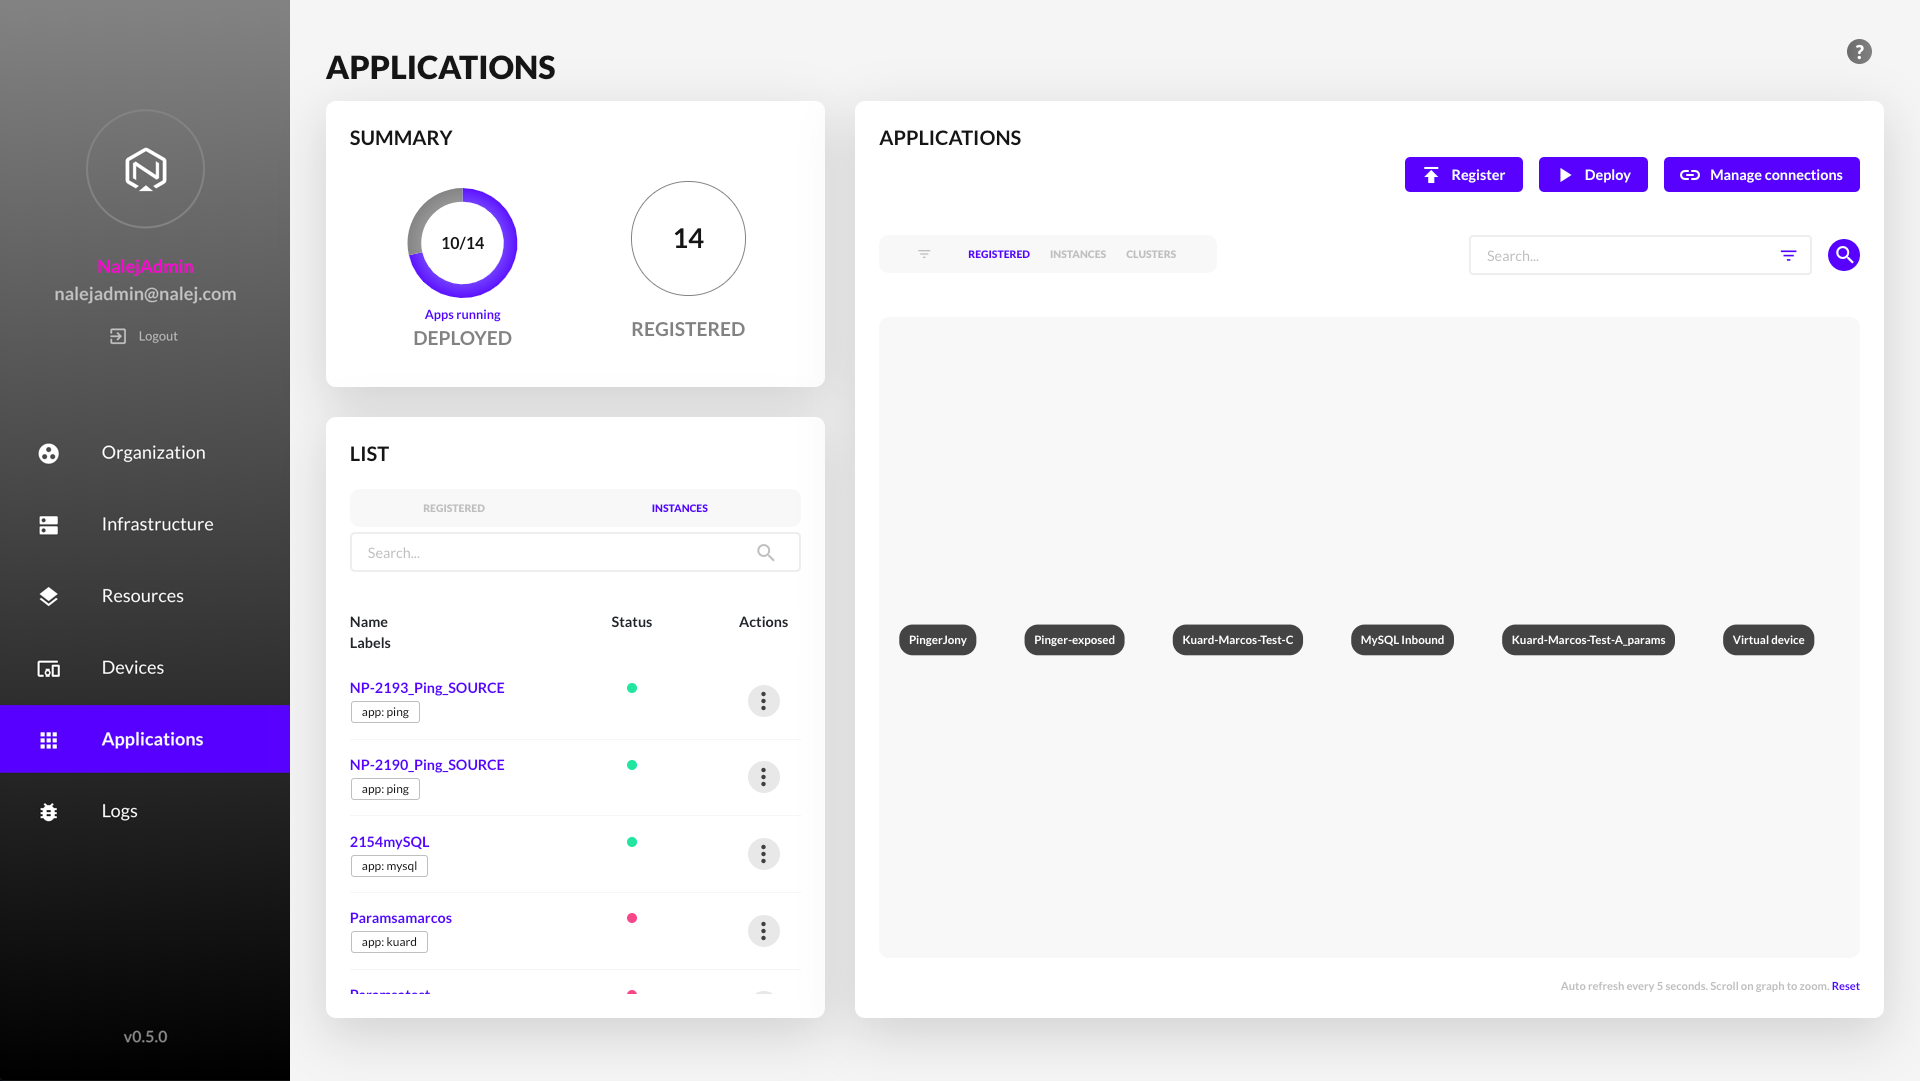 NalejAdmin
nalejadmin@nalej.com
Logout
Organization
Infrastructure
Resources
Devices
Applications
Logs
v0.5.0
APPLICATIONS
?
SUMMARY
10/14
Apps running
DEPLOYED
14
REGISTERED
LIST
REGISTERED INSTANCES
Search...
Name Status Actions
Labels
NP-2193_Ping_SOURCE
app: ping
NP-2190_Ping_SOURCE
app: ping
2154mySQL
app: mysql
Paramsamarcos
app: kuard
APPLICATIONS
Register Deploy Manage connections
REGISTERED INSTANCES CLUSTERS
Search...
PingerJony Pinger-exposed Kuard-Marcos-Test-C MySQL Inbound Kuard-Marcos-Test-A_params Virtual device
Auto refresh every 5 seconds. Scroll on graph to zoom. Reset